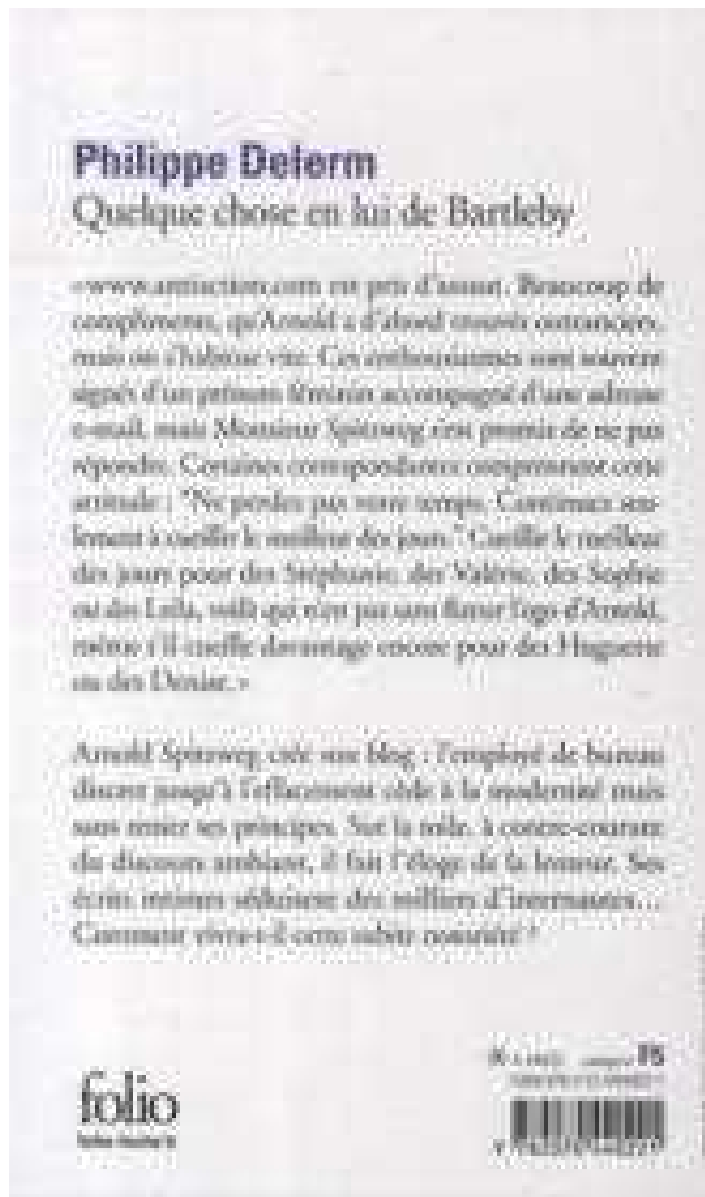 Philippe Delerm
Quelque chose en lui de Bartleby
«www.antiaction.com est pris d'assaut. Beaucoup de
compliments, qu'Arnold a d'abord trouvés outranciers,
mais on s'habitue vite. Ces enthousiasmes sont souvent
signés d'un prénom féminin accompagné d'une adresse
e-mail, mais Monsieur Spitzweg s'est promis de ne pas
répondre. Certaines correspondantes comprennent cette
attitude : "Ne perdez pas votre temps. Continuez seu-
lement à cueillir le meilleur des jours." Cueillir le meilleur
des jours pour des Stéphanie, des Valérie, des Sophie
ou des Leila, voilà qui n'est pas sans flatter l'ego d'Arnold,
même s'il cueille davantage encore pour des Huguette
ou des Denise.»
Arnold Spitzweg crée son blog : l'employé de bureau
discret jusqu'à l'effacement cède à la modernité mais
sans renier ses principes. Sur la toile, à contre-courant
du discours ambiant, il fait l'éloge de la lenteur. Ses
écrits intimes séduisent des milliers d'internautes...
Comment vivra-t-il cette subite notoriété ?
folio
F5